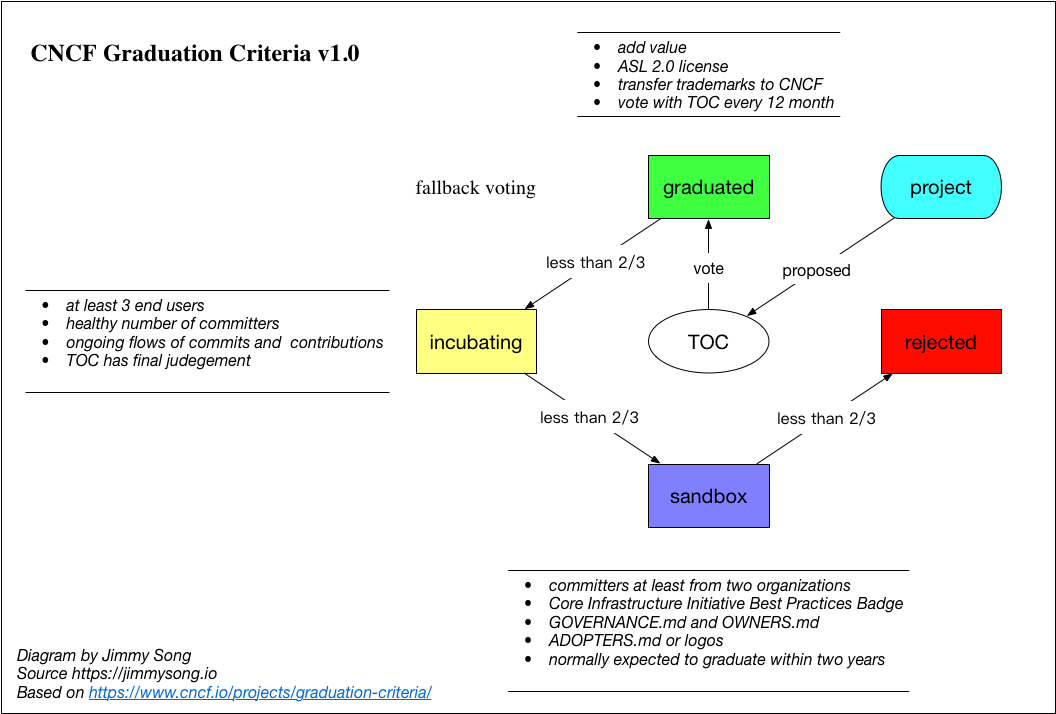 CNCF Graduation Criteria v1.0
• add value
• ASL 2.0 license
• transfer trademarks to CNCF
• vote with TOC every 12 month
fallback voting
graduated
project
less than 2/3
vote
proposed
• at least 3 end users
• healthy number of committers
• ongoing flows of commits and contributions
• TOC has final judegement
incubating
TOC
rejected
less than 2/3
less than 2/3
sandbox
• committers at least from two organizations
• Core Infrastructure Initiative Best Practices Badge
• GOVERNANCE.md and OWNERS.md
• ADOPTERS.md or logos
• normally expected to graduate within two years
Diagram by Jimmy Song
Source https://jimmysong.io
Based on https://www.cncf.io/projects/graduation-criteria/